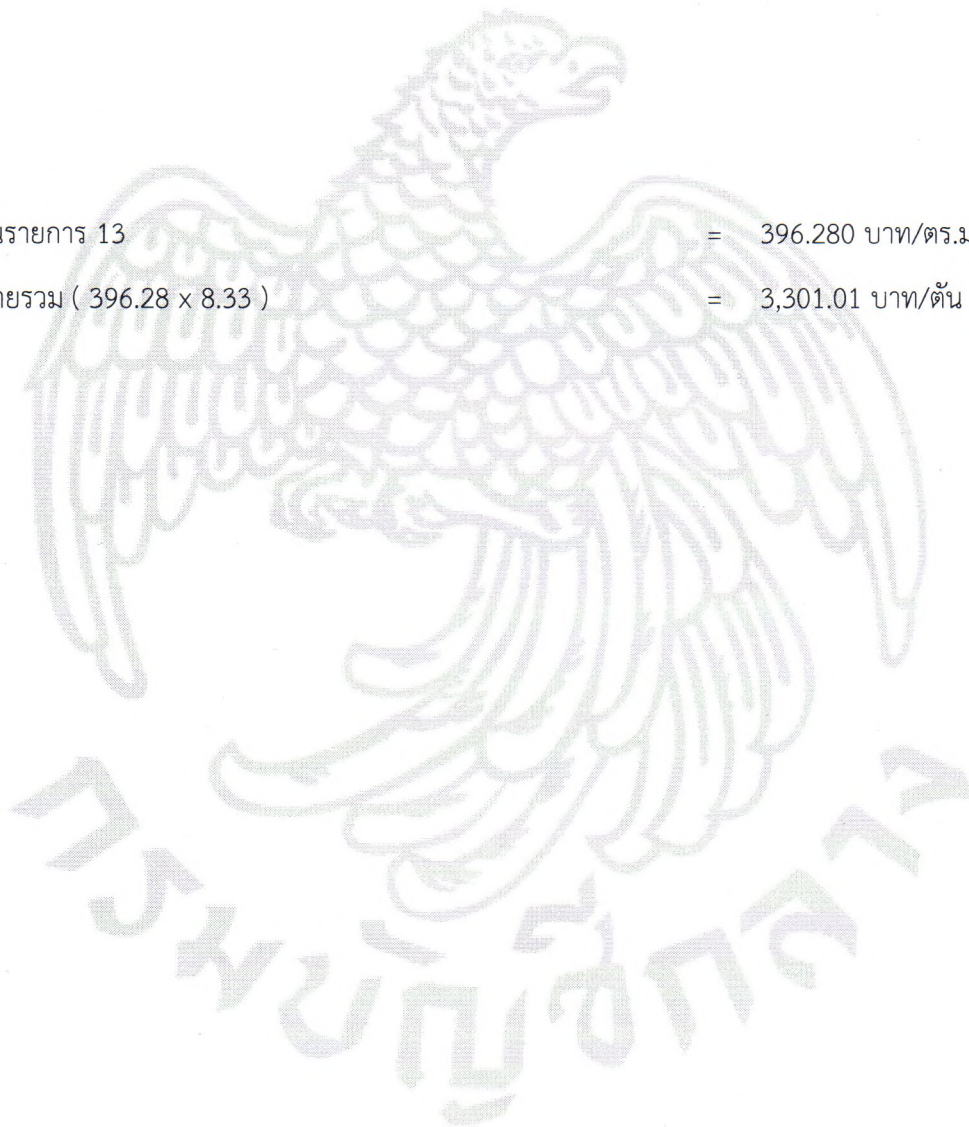 นรายการ 13 = 396.280 บาท/ตร.ม
ายรวม ( 396.28 x 8.33 ) = 3,301.01 บาท/ตัน
กรมบัญชีกลาง